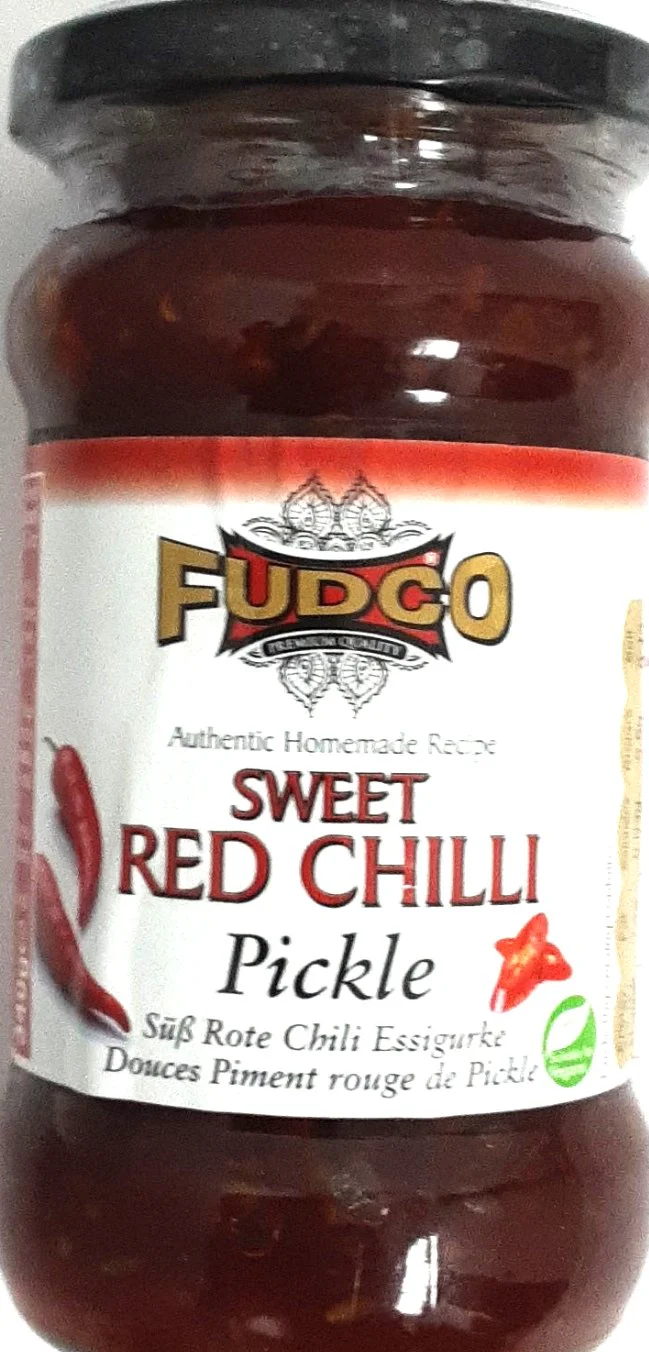 FUDCO
PREMIUM QUALITY
Authentic Homemade Recipe
SWEET
RED CHILLI
Pickle
Süß Rote Chili Essigurke
Douces Piment rouge de Pickle